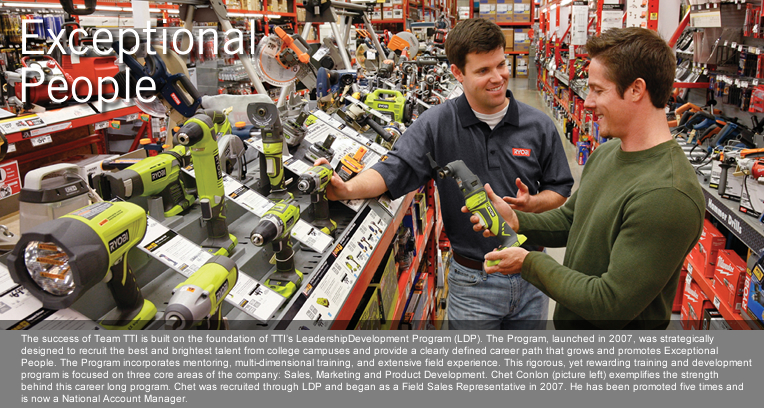 Exceptional
People
RYOBI
RYOBI
RYOBI
Hammer Drills
Milwaukee
The success of Team TTI is built on the foundation of TTI's LeadershipDevelopment Program (LDP). The Program, launched in 2007, was strategically
designed to recruit the best and brightest talent from college campuses and provide a clearly defined career path that grows and promotes Exceptional
People. The Program incorporates mentoring, multi-dimensional training, and extensive field experience. This rigorous, yet rewarding training and development
program is focused on three core areas of the company: Sales, Marketing and Product Development. Chet Conlon (picture left) exemplifies the strength
behind this career long program. Chet was recruited through LDP and began as a Field Sales Representative in 2007. He has been promoted five times and
is now a National Account Manager.